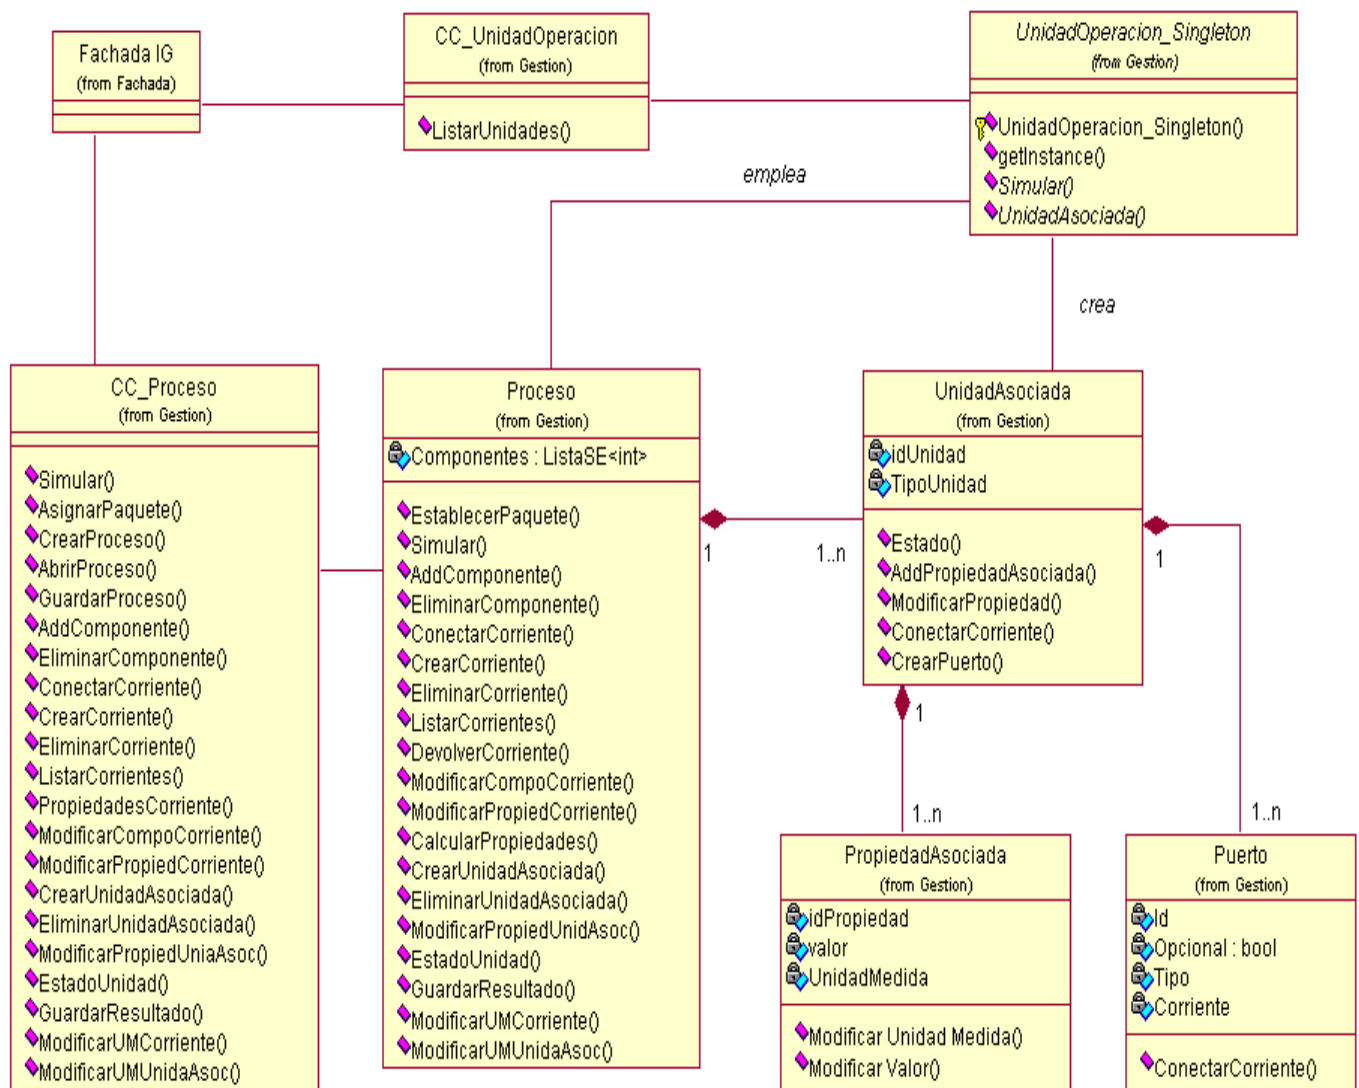 Fachada IG
(from Fachada)
CC_UnidadOperacion
(from Gestion)
ListarUnidades()
UnidadOperacion_Singleton
(from Gestion)
UnidadOperacion_Singleton()
getInstance()
Simular()
UnidadAsociada()
emplea
crea
CC_Proceso
(from Gestion)
Simular()
AsignarPaquete()
CrearProceso()
AbrirProceso()
GuardarProceso()
AddComponente()
EliminarComponente()
ConectarCorriente()
CrearCorriente()
EliminarCorriente()
ListarCorrientes()
PropiedadesCorriente()
ModificarCompoCorriente()
ModificarPropiedCorriente()
CrearUnidadAsociada()
EliminarUnidadAsociada()
ModificarPropiedUniaAsoc()
EstadoUnidad()
GuardarResultado()
ModificarUMCorriente()
ModificarUMUnidaAsoc()
Proceso
(from Gestion)
Componentes : ListaSE<int>
EstablecerPaquete()
Simular()
AddComponente()
EliminarComponente()
ConectarCorriente()
CrearCorriente()
EliminarCorriente()
ListarCorrientes()
DevolverCorriente()
ModificarCompoCorriente()
ModificarPropiedCorriente()
CalcularPropiedades()
CrearUnidadAsociada()
EliminarUnidadAsociada()
ModificarPropiedUnidAsoc()
EstadoUnidad()
GuardarResultado()
ModificarUMCorriente()
ModificarUMUnidaAsoc()
1
1..n
UnidadAsociada
(from Gestion)
idUnidad
TipoUnidad
Estado()
AddPropiedadAsociada()
ModificarPropiedad()
ConectarCorriente()
CrearPuerto()
1
1
1..n
1..n
PropiedadAsociada
(from Gestion)
idPropiedad
valor
UnidadMedida
Modificar Unidad Medida()
Modificar Valor()
Puerto
(from Gestion)
Id
Opcional : bool
Tipo
Corriente
ConectarCorriente()